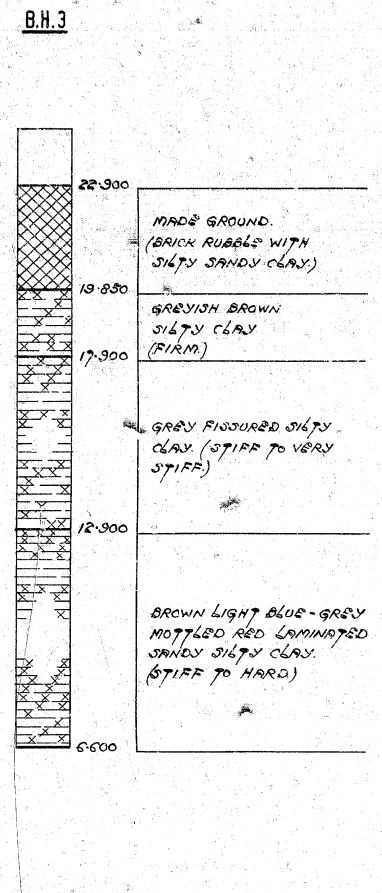 B.H.3
22.900
MADE GROUND.
(BRICK RUBBLE WITH
SILTY SANDY CLAY.)
19.850
GREYISH BROWN
SILTY CLAY
(FIRM.)
17.900
GREY FISSURED SILTY
CLAY. (STIFF TO VERY
STIFF.)
12.900
BROWN LIGHT BLUE-GREY
MOTTLED RED LAMINATED
SANDY SILTY CLAY.
(STIFF TO HARD.)
6.600